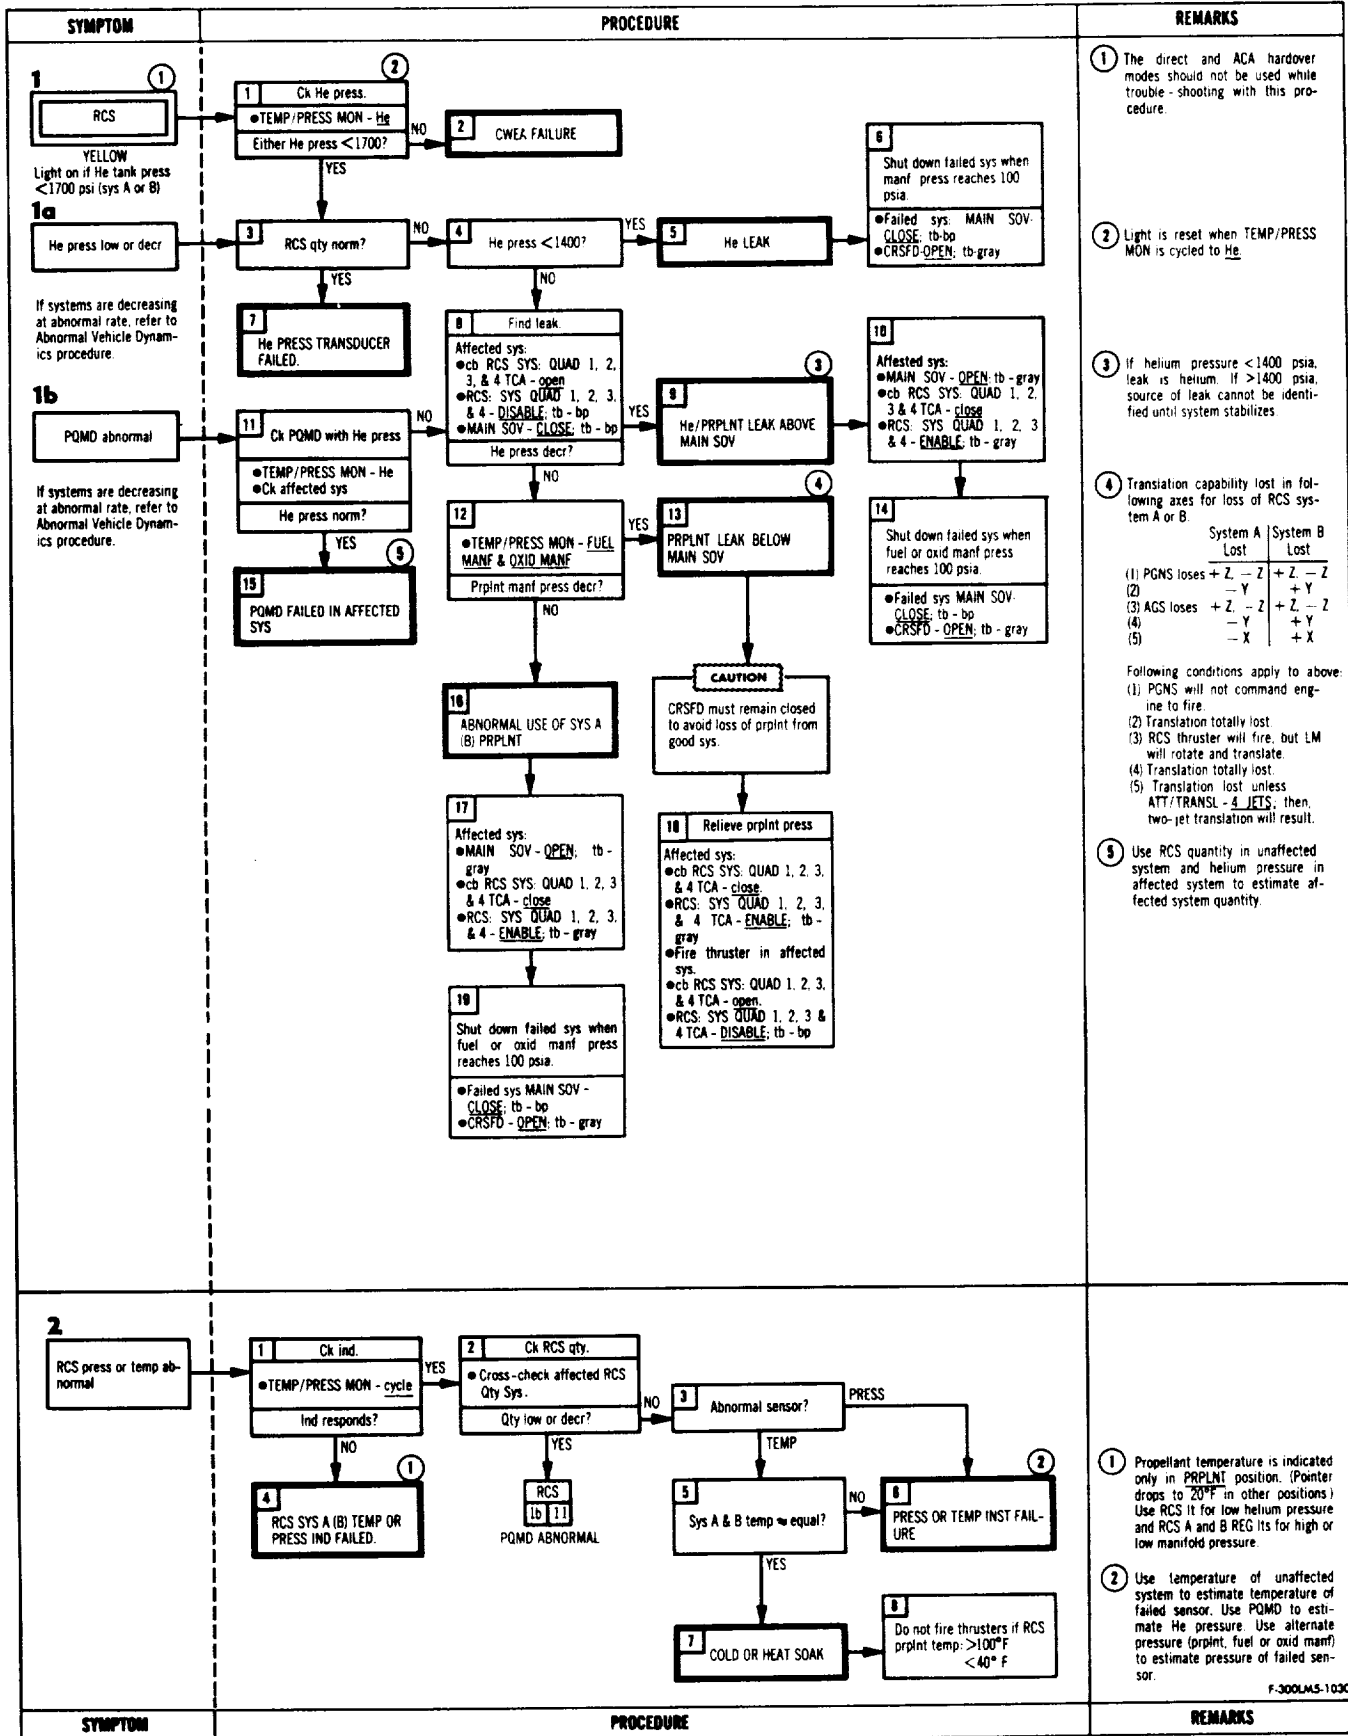 SYMPTOM
PROCEDURE
REMARKS
1
1
RCS
YELLOW
Light on if He tank press
<1700 psi (sys A or B)
1a
He press low or decr
If systems are decreasing
at abnormal rate, refer to
Abnormal Vehicle Dynam-
ics procedure.
1b
PQMD abnormal
If systems are decreasing
at abnormal rate, refer to
Abnormal Vehicle Dynam-
ics procedure.
2
1 Ck He press.
●TEMP/PRESS MON - He
Either He press <1700?
NO
YES
2
CWEA FAILURE
3
RCS qty norm?
NO
YES
4
He press <1400?
YES
NO
5
He LEAK
6
Shut down failed sys when
manf press reaches 100
psia.
●Failed sys: MAIN SOV-
CLOSE; tb-bp
●CRSFD-OPEN; tb-gray
7
He PRESS TRANSDUCER
FAILED.
8 Find leak.
Affected sys:
●cb RCS SYS: QUAD 1, 2,
3, & 4 TCA - open
●RCS: SYS QUAD 1, 2, 3,
& 4 - DISABLE; tb - bp
●MAIN SOV - CLOSE; tb - bp
He press decr?
YES
NO
3
9
He/PRPLNT LEAK ABOVE
MAIN SOV
10
Affested sys:
●MAIN SOV - OPEN; tb - gray
●cb RCS SYS: QUAD 1, 2,
3 & 4 TCA - close
●RCS: SYS QUAD 1, 2, 3
& 4 - ENABLE; tb - gray
11
Ck PQMD with He press
●TEMP/PRESS MON - He
●Ck affected sys
He press norm?
NO
YES
12
●TEMP/PRESS MON - FUEL
MANF & OXID MANF
Prplnt manf press decr?
YES
NO
4
13
PRPLNT LEAK BELOW
MAIN SOV
14
Shut down failed sys when
fuel or oxid manf press
reaches 100 psia.
●Failed sys MAIN SOV-
CLOSE; tb - bp
●CRSFD - OPEN; tb - gray
5
15
PQMD FAILED IN AFFECTED
SYS
16
ABNORMAL USE OF SYS A
(B) PRPLNT
CAUTION
CRSFD must remain closed
to avoid loss of prplnt from
good sys.
17
Affected sys:
●MAIN SOV - OPEN; tb -
gray
●cb RCS SYS: QUAD 1, 2, 3
& 4 TCA - close
●RCS: SYS QUAD 1, 2, 3,
& 4 - ENABLE; tb - gray
18 Relieve prplnt press
Affected sys:
●cb RCS SYS: QUAD 1, 2, 3,
& 4 TCA - close.
●RCS: SYS QUAD 1, 2, 3,
& 4 TCA - ENABLE; tb -
gray
●Fire thruster in affected
sys.
●cb RCS SYS: QUAD 1, 2, 3,
& 4 TCA - open.
●RCS: SYS QUAD 1, 2, 3 &
4 TCA - DISABLE; tb - bp
19
Shut down failed sys when
fuel or oxid manf press
reaches 100 psia.
●Failed sys MAIN SOV -
CLOSE; tb - bp
●CRSFD - OPEN; tb - gray
1 The direct and ACA hardover
modes should not be used while
trouble-shooting with this pro-
cedure.
2 Light is reset when TEMP/PRESS
MON is cycled to He.
3 If helium pressure <1400 psia,
leak is helium. If >1400 psia,
source of leak cannot be identi-
fied until system stabilizes.
4 Translation capability lost in fol-
lowing axes for loss of RCS sys-
tem A or B.
System A System B
Lost Lost
(1) PGNS loses + Z, - Z + Z, - Z
(2) - Y + Y
(3) AGS loses + Z, - Z + Z, - Z
(4) - Y + Y
(5) - X + X
Following conditions apply to above:
(1) PGNS will not command eng-
ine to fire.
(2) Translation totally lost.
(3) RCS thruster will fire, but LM
will rotate and translate.
(4) Translation totally lost.
(5) Translation lost unless
ATT/TRANSL - 4 JETS; then,
two-jet translation will result.
5 Use RCS quantity in unaffected
system and helium pressure in
affected system to estimate af-
fected system quantity.
2
RCS press or temp ab-
normal
1 Ck ind.
●TEMP/PRESS MON - cycle
Ind responds?
YES
NO
2 Ck RCS qty.
● Cross-check affected RCS
Qty Sys.
Qty low or decr?
NO
YES
RCS
1b 11
PQMD ABNORMAL
3
Abnormal sensor?
PRESS
TEMP
1
4
RCS SYS A (B) TEMP OR
PRESS IND FAILED.
5
Sys A & B temp ≈ equal?
NO
YES
2
6
PRESS OR TEMP INST FAIL-
URE
7
COLD OR HEAT SOAK
8
Do not fire thrusters if RCS
prplnt temp: >100°F
<40° F
1 Propellant temperature is indicated
only in PRPLNT position. (Pointer
drops to 20°F in other positions.)
Use RCS lt for low helium pressure
and RCS A and B REG lts for high or
low manifold pressure.
2 Use temperature of unaffected
system to estimate temperature of
failed sensor. Use PQMD to esti-
mate He pressure. Use alternate
pressure (prplnt, fuel or oxid manf)
to estimate pressure of failed sen-
sor.
F-300LM5-1030
SYMPTOM
PROCEDURE
REMARKS